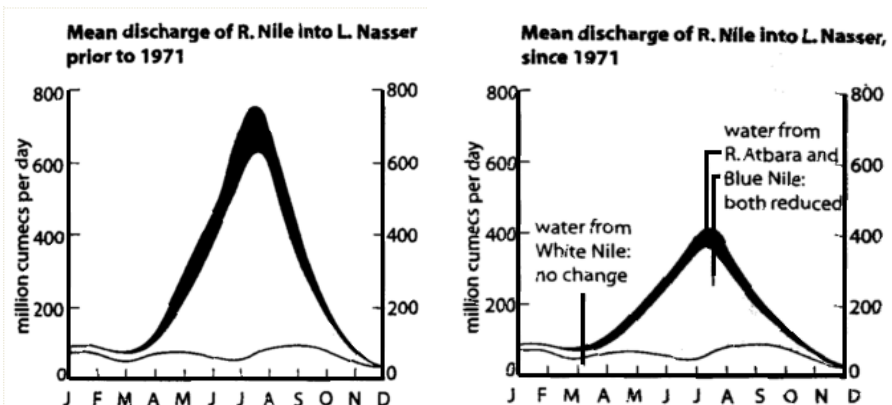 Mean discharge of R. Nile into L. Nasser
prior to 1971
800
600
400
200
0
800
600
400
200
0
million cumecs per day
J F M A M J J A S O N D
Mean discharge of R. Nile into L. Nasser,
since 1971
800
600
400
200
0
800
600
400
200
0
million cumecs per day
water from
R. Atbara and
Blue Nile:
both reduced
water from
White Nile:
no change
J F M A M J J A S O N D